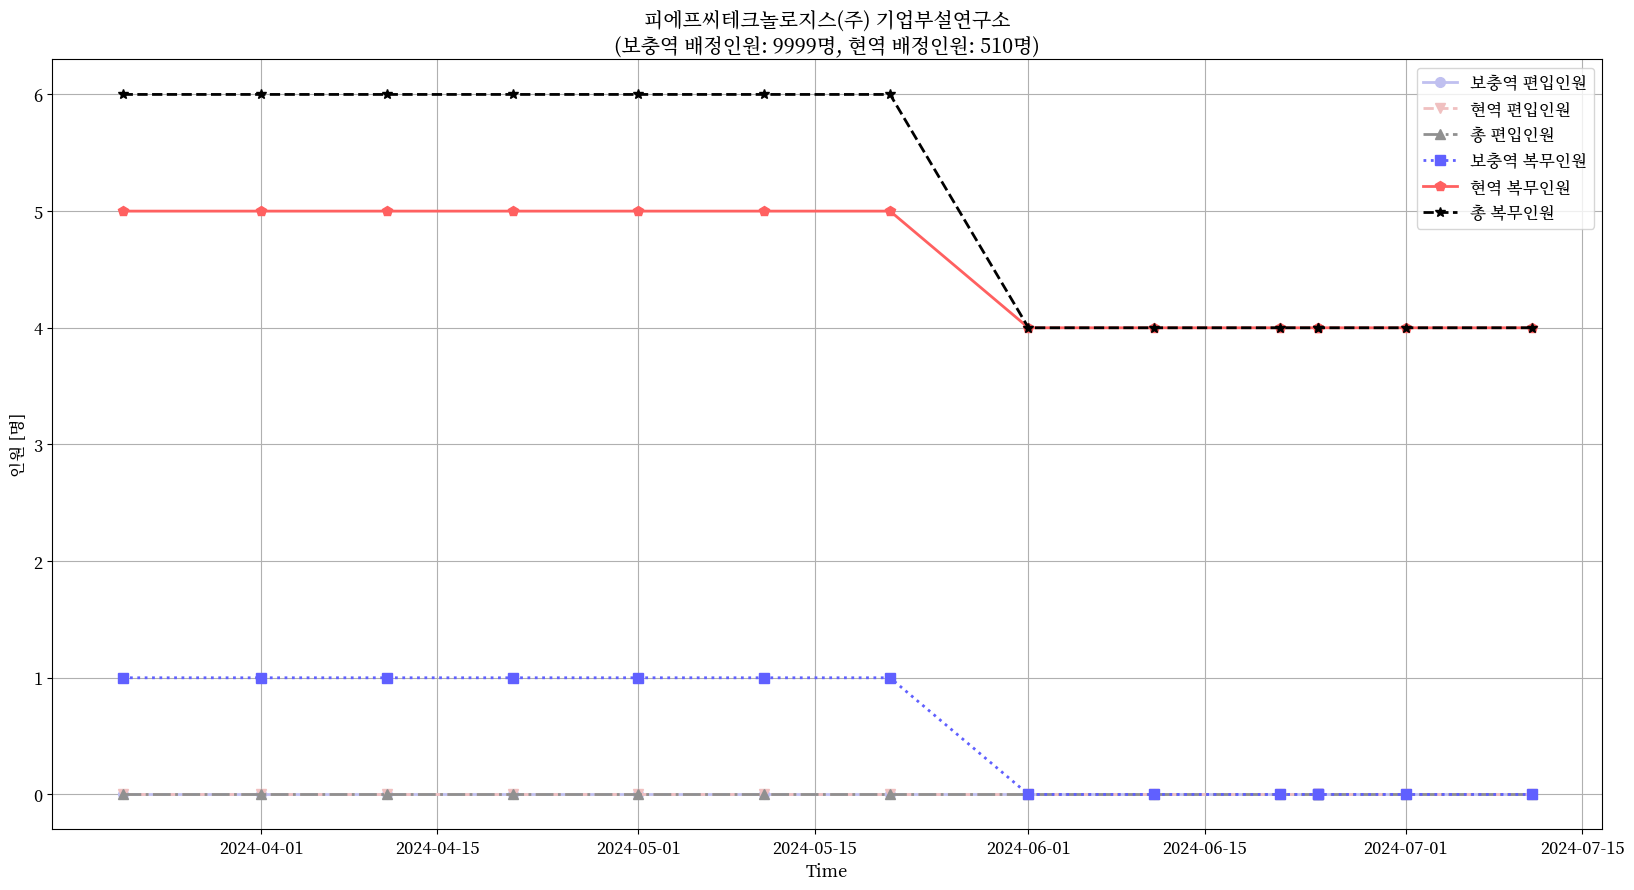 피에프씨테크놀로지스(주) 기업부설연구소
(보충역 배정인원: 9999명, 현역 배정인원: 510명)
보충역 편입인원
현역 편입인원
총 편입인원
보충역 복무인원
현역 복무인원
총 복무인원
인원 [명]
6
5
4
3
2
1
0
2024-04-01
2024-04-15
2024-05-01
2024-05-15
2024-06-01
2024-06-15
2024-07-01
2024-07-15
Time